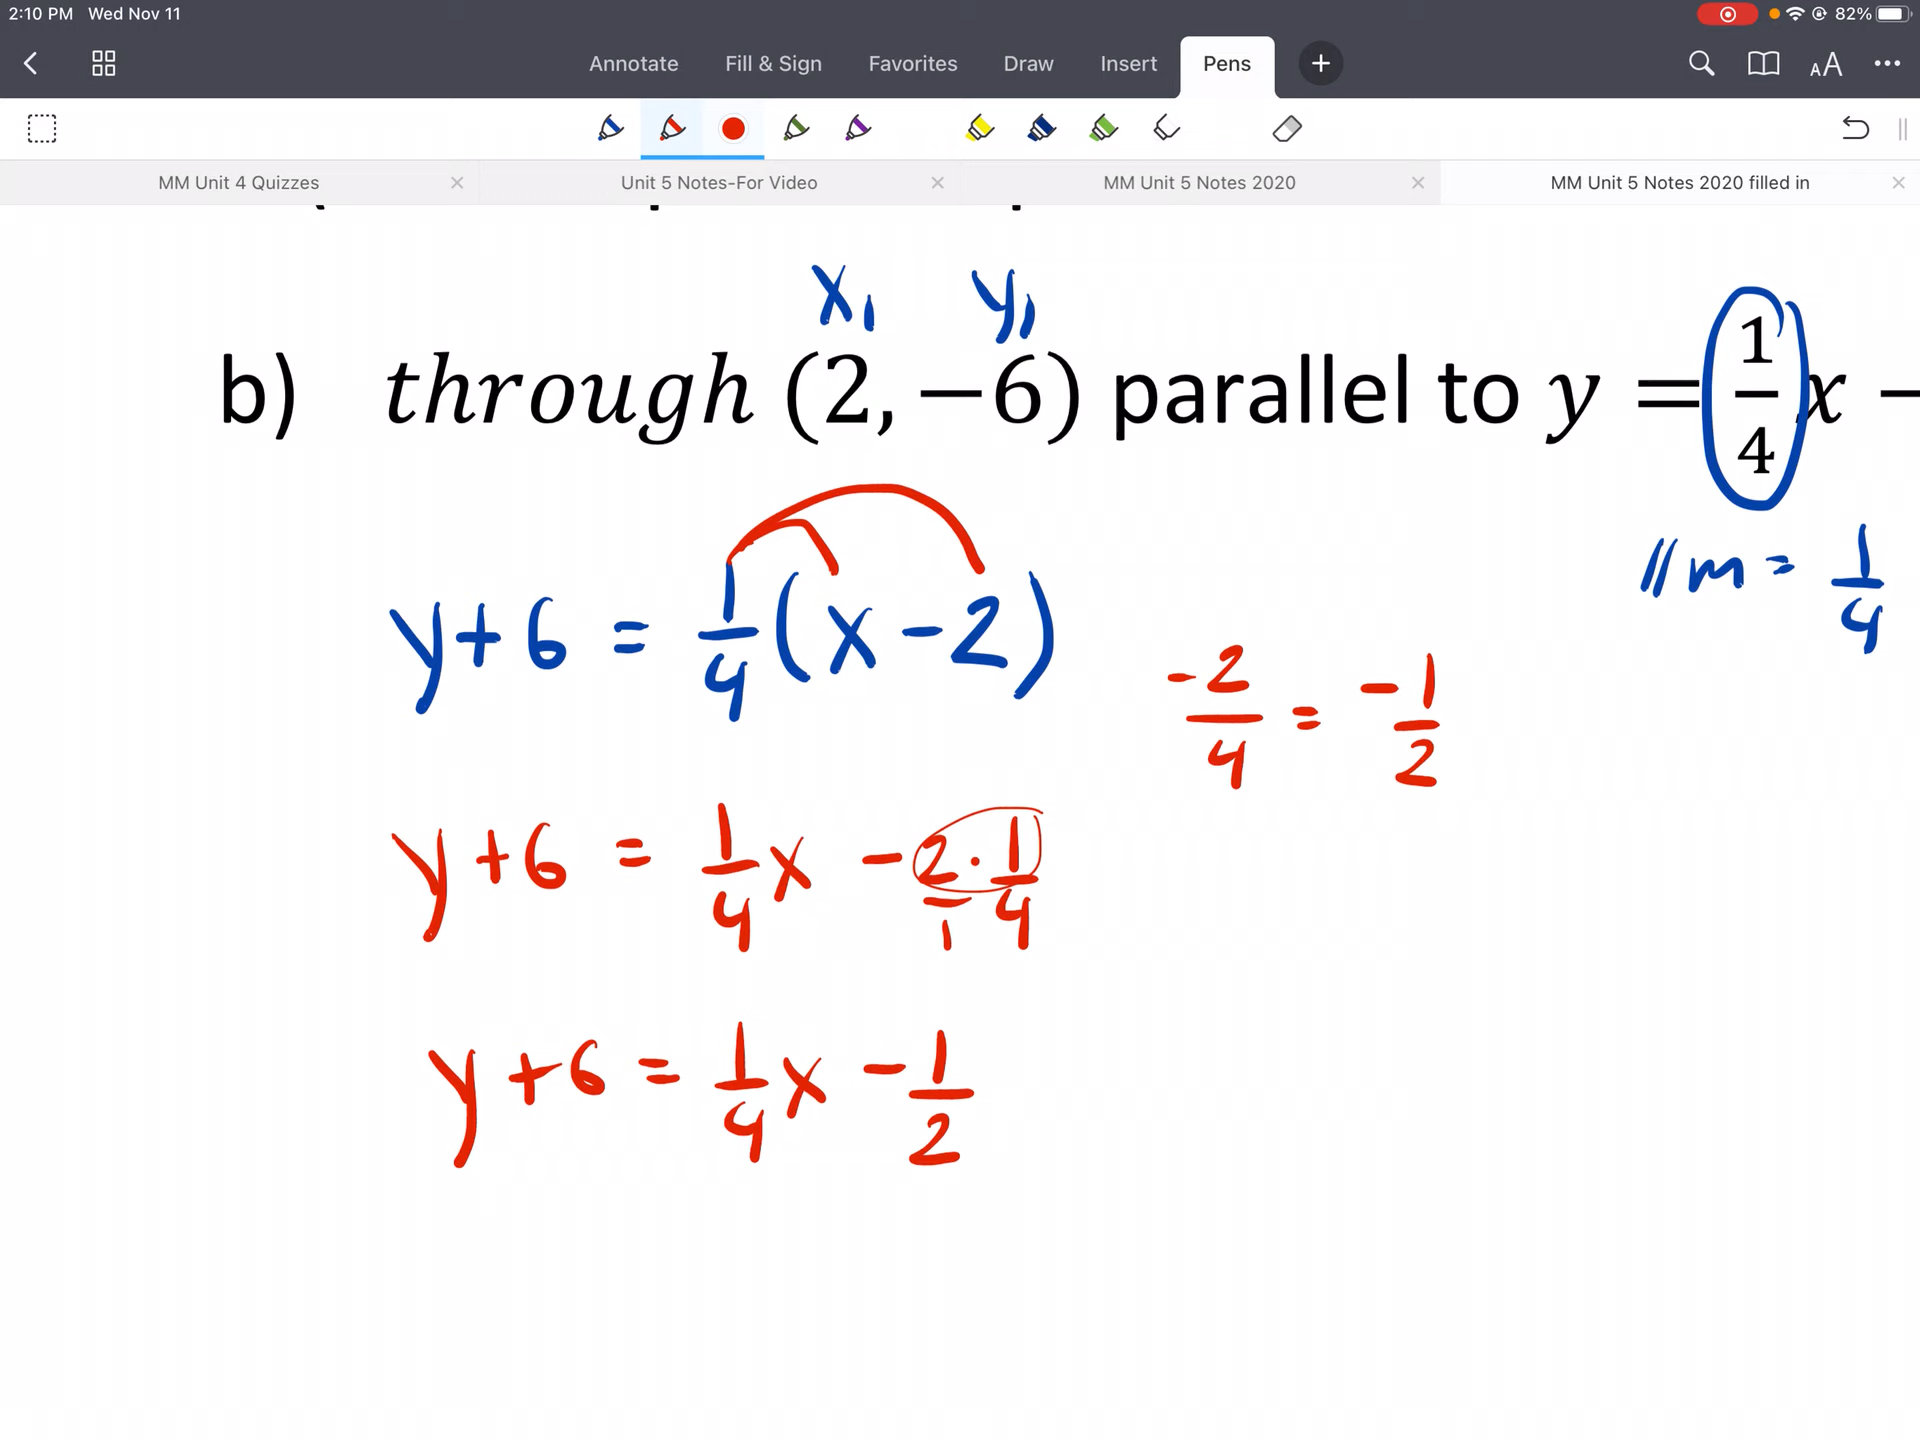 2:10 PM Wed Nov 11 82%
Annotate Fill & Sign Favorites Draw Insert Pens +
AA
MM Unit 4 Quizzes × Unit 5 Notes-For Video × MM Unit 5 Notes 2020 × MM Unit 5 Notes 2020 filled in ×
x₁ y₁
b) through (2, −6) parallel to y = 1/4 x −
// m = 1/4
y + 6 = 1/4 (x − 2)
-2/4 = -1/2
y + 6 = 1/4 x − 2/1 · 1/4
y + 6 = 1/4 x − 1/2